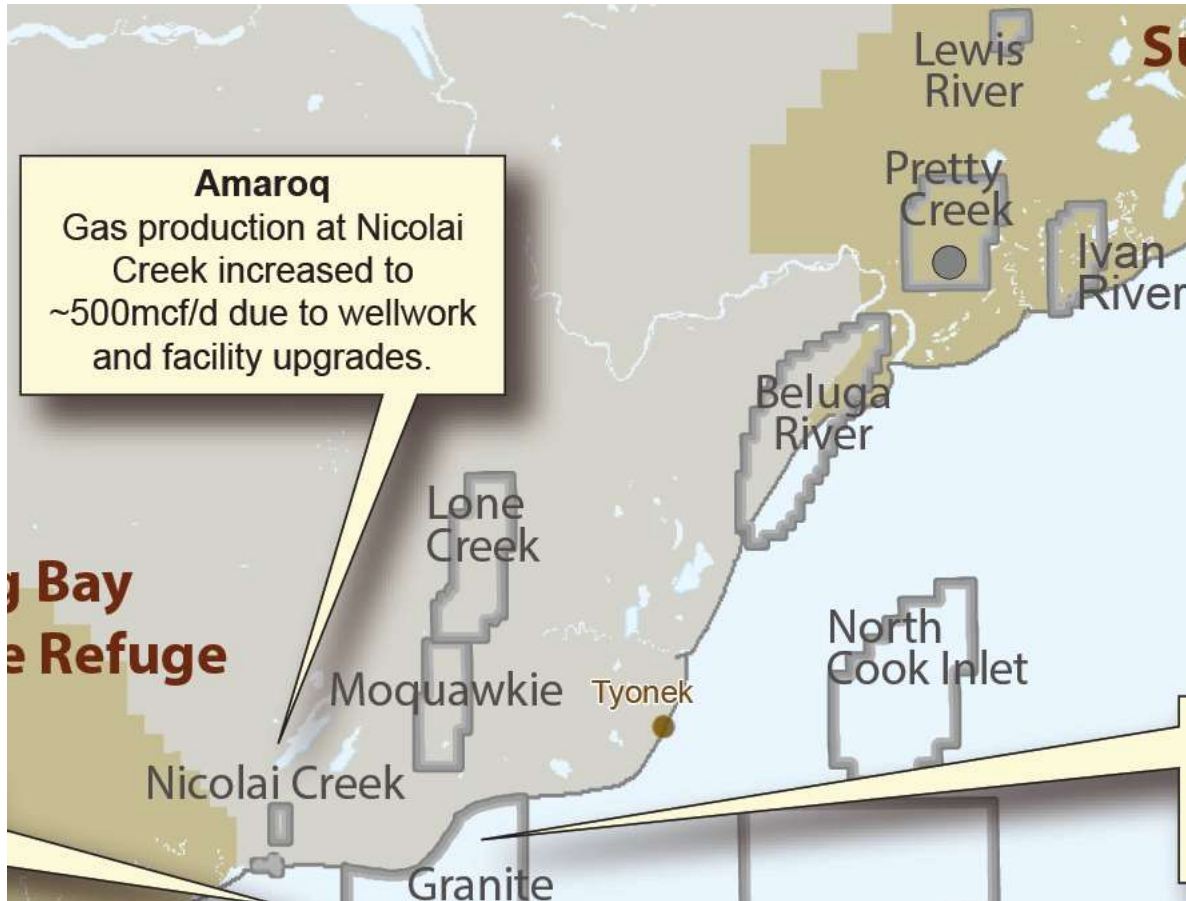 Lewis
River
Pretty
Creek
Ivan
River
Amaroq
Gas production at Nicolai
Creek increased to
~500mcf/d due to wellwork
and facility upgrades.
Beluga
River
Lone
Creek
Bay
e Refuge
North
Cook Inlet
Moquawkie
Tyonek
Nicolai Creek
Granite